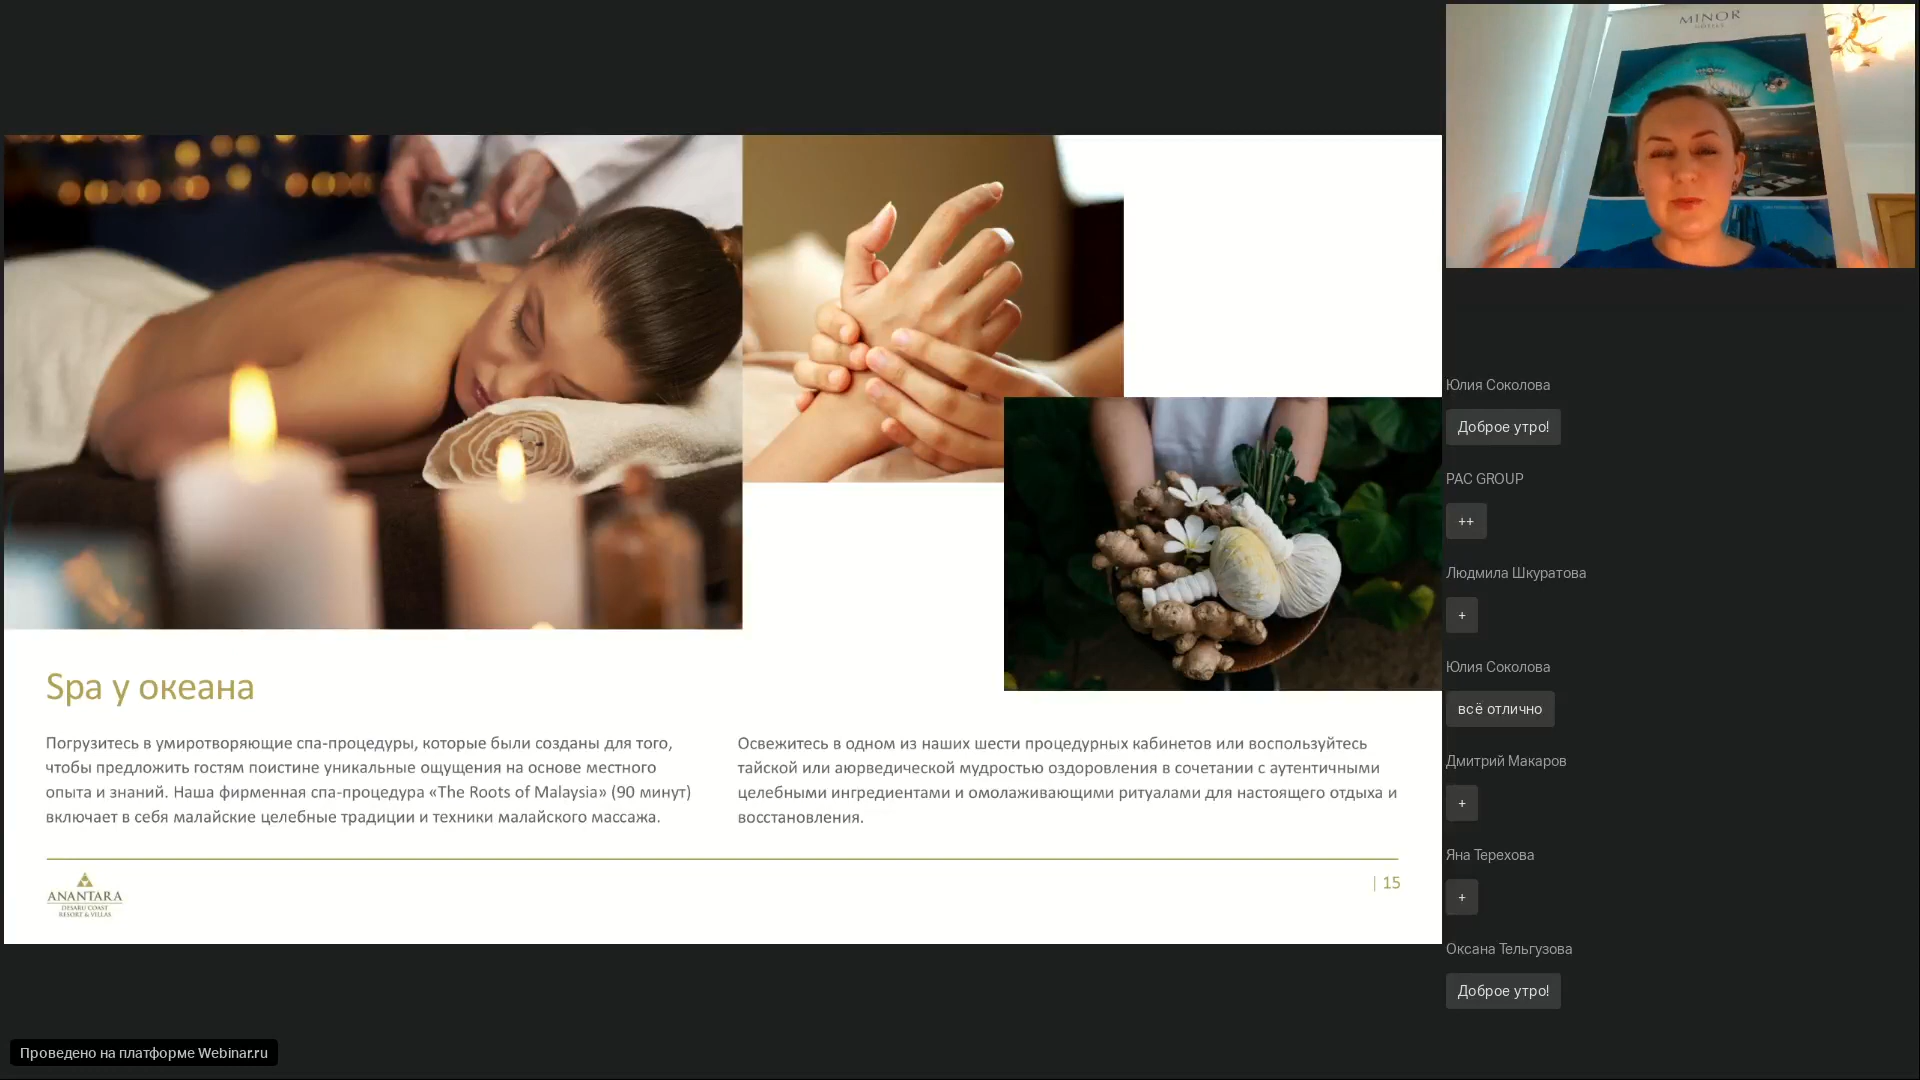 MINOR
HOTELS
Spa у океана
Погрузитесь в умиротворяющие спа-процедуры, которые были созданы для того,
чтобы предложить гостям поистине уникальные ощущения на основе местного
опыта и знаний. Наша фирменная спа-процедура «The Roots of Malaysia» (90 минут)
включает в себя малайские целебные традиции и техники малайского массажа.
Освежитесь в одном из наших шести процедурных кабинетов или воспользуйтесь
тайской или аюрведической мудростью оздоровления в сочетании с аутентичными
целебными ингредиентами и омолаживающими ритуалами для настоящего отдыха и
восстановления.
ANANTARA
DESARU COAST
RESORT & VILLAS
| 15
Юлия Соколова
Доброе утро!
PAC GROUP
++
Людмила Шкуратова
+
Юлия Соколова
всё отлично
Дмитрий Макаров
+
Яна Терехова
+
Оксана Тельгузова
Доброе утро!
Проведено на платформе Webinar.ru